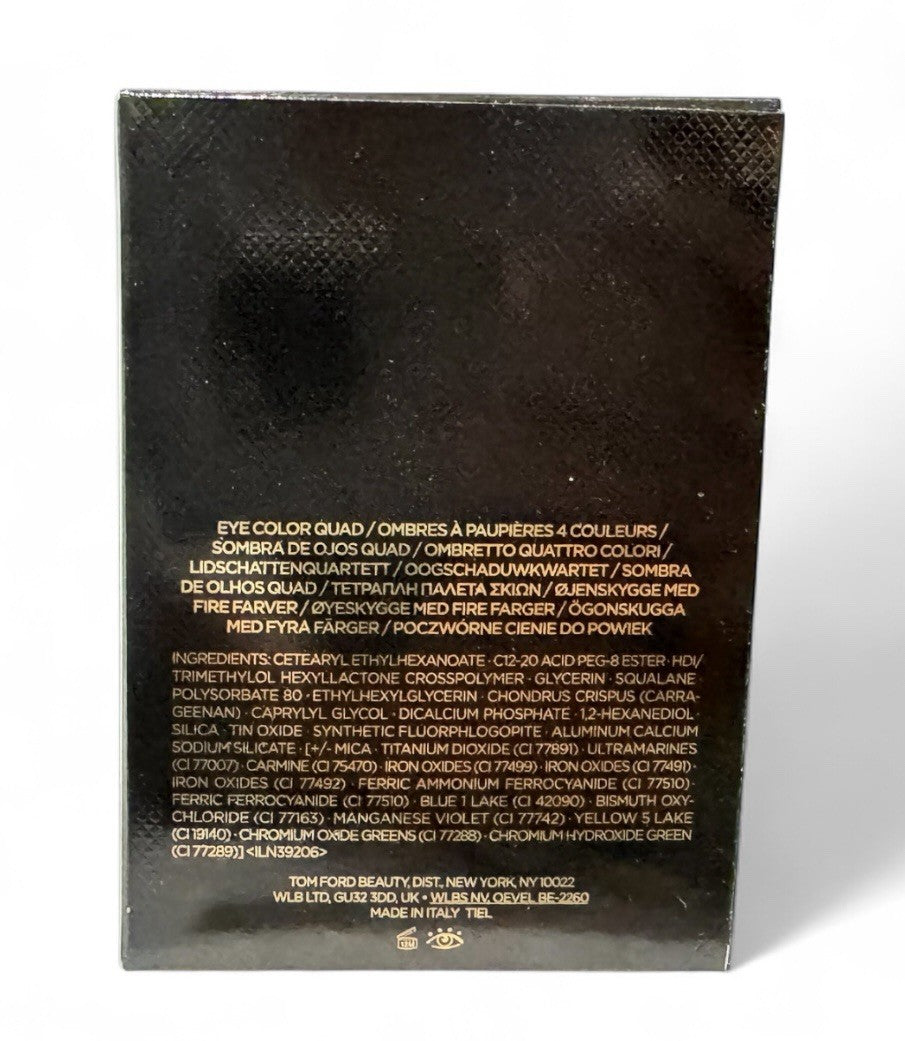 EYE COLOR QUAD / OMBRES À PAUPIÈRES 4 COULEURS /
SOMBRA DE OJOS QUAD / OMBRETTO QUATTRO COLORI /
LIDSCHATTENQUARTETT / OOGSCHADUWKWARTET / SOMBRA
DE OLHOS QUAD / ΤΕΤΡΑΠΛΗ ΠΑΛΕΤΑ ΣΚΙΩΝ / ØJENSKYGGE MED
FIRE FARVER / ØYESKYGGE MED FIRE FARGER / ÖGONSKUGGA
MED FYRA FÄRGER / POCZWÓRNE CIENIE DO POWIEK
INGREDIENTS: CETEARYL ETHYLHEXANOATE · C12-20 ACID PEG-8 ESTER · HDI/
TRIMETHYLOL HEXYLLACTONE CROSSPOLYMER · GLYCERIN · SQUALANE
POLYSORBATE 80 · ETHYLHEXYLGLYCERIN · CHONDRUS CRISPUS (CARRA-
GEENAN) · CAPRYLYL GLYCOL · DICALCIUM PHOSPHATE · 1,2-HEXANEDIOL ·
SILICA · TIN OXIDE · SYNTHETIC FLUORPHLOGOPITE · ALUMINUM CALCIUM
SODIUM SILICATE · [+/- MICA · TITANIUM DIOXIDE (CI 77891) · ULTRAMARINES
(CI 77007) · CARMINE (CI 75470) · IRON OXIDES (CI 77499) · IRON OXIDES (CI 77491) ·
IRON OXIDES (CI 77492) · FERRIC AMMONIUM FERROCYANIDE (CI 77510) ·
FERRIC FERROCYANIDE (CI 77510) · BLUE 1 LAKE (CI 42090) · BISMUTH OXY-
CHLORIDE (CI 77163) · MANGANESE VIOLET (CI 77742) · YELLOW 5 LAKE
(CI 19140) · CHROMIUM OXIDE GREENS (CI 77288) · CHROMIUM HYDROXIDE GREEN
(CI 77289)] <ILN39206>
TOM FORD BEAUTY, DIST., NEW YORK, NY 10022
WLB LTD, GU32 3DD, UK • WLBS NV. OEVEL BE-2260
MADE IN ITALY TIEL